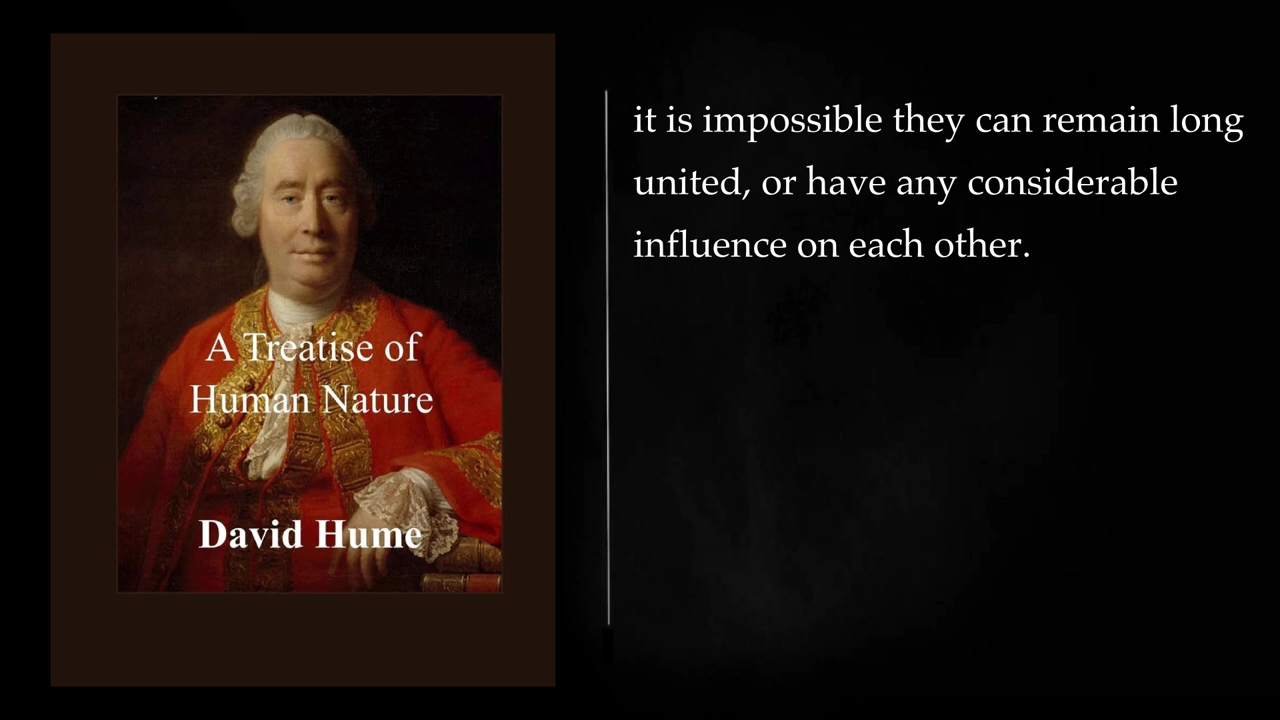 A Treatise of
Human Nature
David Hume
it is impossible they can remain long
united, or have any considerable
influence on each other.